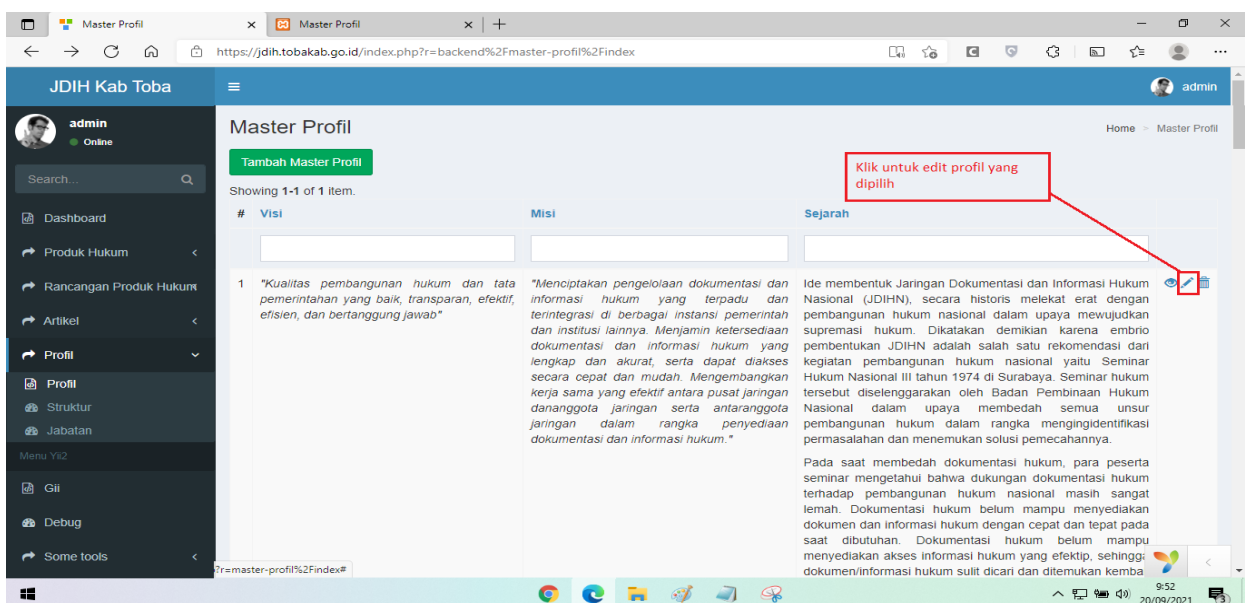 Master Profil
Master Profil
https://jdih.tobakab.go.id/index.php?r=backend%2Fmaster-profil%2Findex
JDIH Kab Toba
admin
admin
Online
Search...
Dashboard
Produk Hukum
Rancangan Produk Hukum
Artikel
Profil
Profil
Struktur
Jabatan
Menu Yii2
Gii
Debug
Some tools
Master Profil
Home > Master Profil
Tambah Master Profil
Klik untuk edit profil yang
dipilih
Showing 1-1 of 1 item.
# Visi Misi Sejarah
1
"Kualitas pembangunan hukum dan tata
pemerintahan yang baik, transparan, efektif,
efisien, dan bertanggung jawab"
"Menciptakan pengelolaan dokumentasi dan
informasi hukum yang terpadu dan
terintegrasi di berbagai instansi pemerintah
dan institusi lainnya. Menjamin ketersediaan
dokumentasi dan informasi hukum yang
lengkap dan akurat, serta dapat diakses
secara cepat dan mudah. Mengembangkan
kerja sama yang efektif antara pusat jaringan
dananggota jaringan serta antaranggota
jaringan dalam rangka penyediaan
dokumentasi dan informasi hukum."
Ide membentuk Jaringan Dokumentasi dan Informasi Hukum
Nasional (JDIHN), secara historis melekat erat dengan
pembangunan hukum nasional dalam upaya mewujudkan
supremasi hukum. Dikatakan demikian karena embrio
pembentukan JDIHN adalah salah satu rekomendasi dari
kegiatan pembangunan hukum nasional yaitu Seminar
Hukum Nasional III tahun 1974 di Surabaya. Seminar hukum
tersebut diselenggarakan oleh Badan Pembinaan Hukum
Nasional dalam upaya membedah semua unsur
pembangunan hukum dalam rangka mengingidentifikasi
permasalahan dan menemukan solusi pemecahannya.
Pada saat membedah dokumentasi hukum, para peserta
seminar mengetahui bahwa dukungan dokumentasi hukum
terhadap pembangunan hukum nasional masih sangat
lemah. Dokumentasi hukum belum mampu menyediakan
dokumen dan informasi hukum dengan cepat dan tepat pada
saat dibutuhan. Dokumentasi hukum belum mampu
menyediakan akses informasi hukum yang efektip, sehingga
dokumen/informasi hukum sulit dicari dan ditemukan kemba
?r=master-profil%2Findex#
9:52
20/09/2021